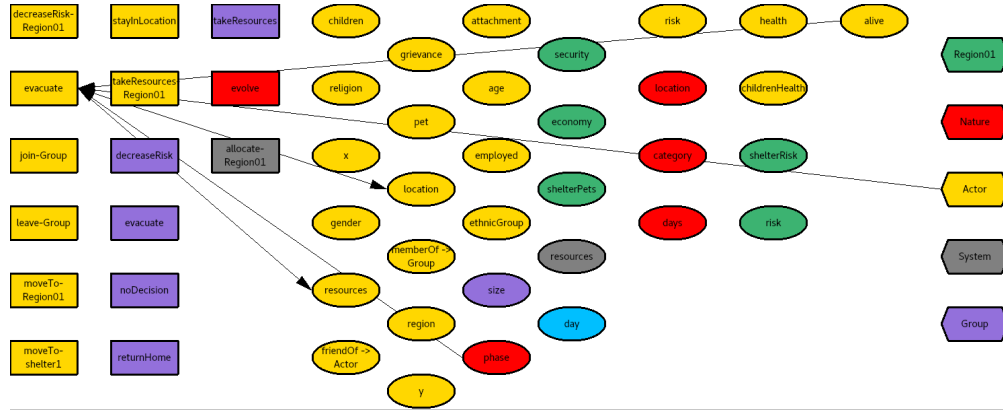 decreaseRisk-
Region01
stayInLocation
takeResources
children
attachment
risk
health
alive
grievance
security
Region01
evacuate
takeResources
Region01
evolve
religion
age
location
childrenHealth
pet
economy
Nature
join-Group
decreaseRisk
allocate-
Region01
x
employed
category
shelterRisk
location
shelterPets
Actor
leave-Group
evacuate
gender
ethnicGroup
days
risk
memberOf ->
Group
resources
System
moveTo-
Region01
noDecision
resources
size
region
day
Group
moveTo-
shelter1
returnHome
friendOf ->
Actor
phase
y